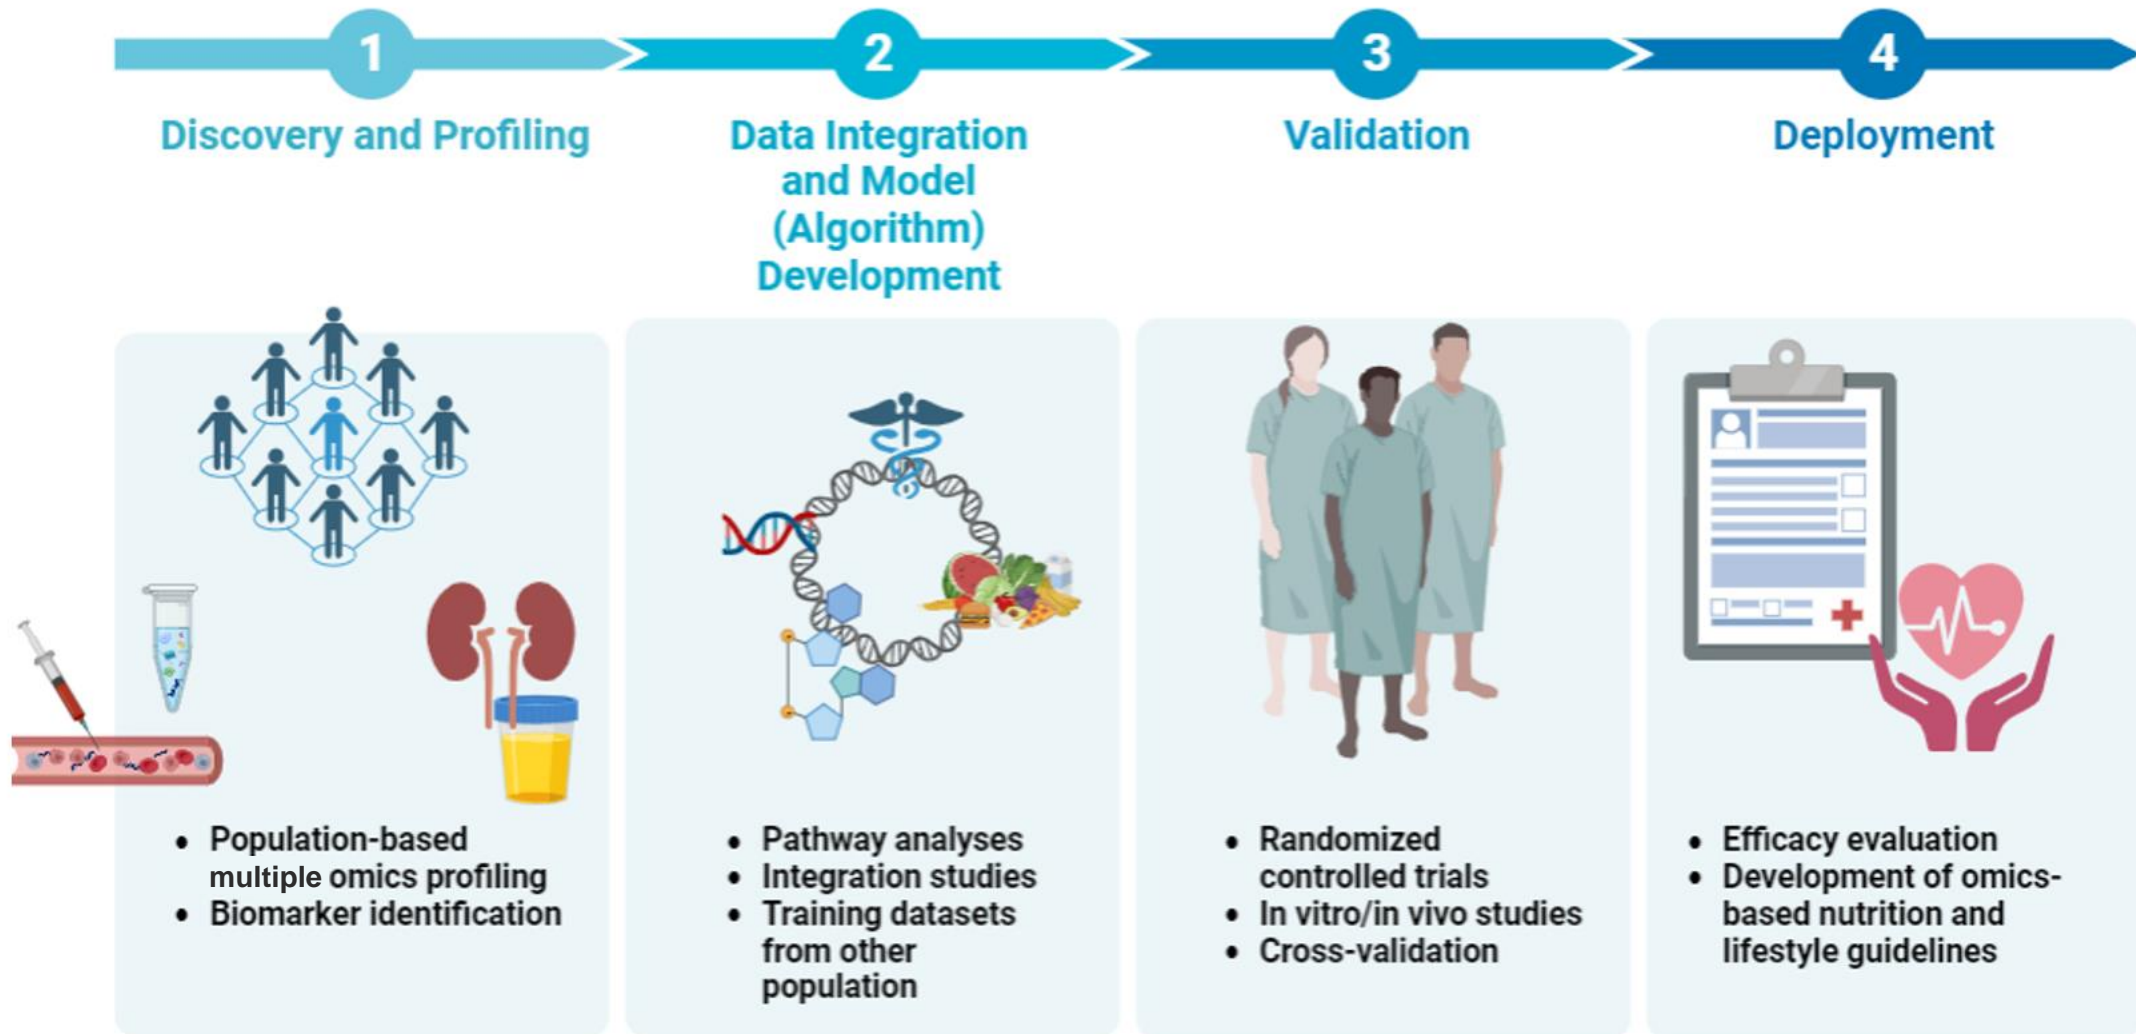 1
2
3
4
Discovery and Profiling
Data Integration
and Model
(Algorithm)
Development
Validation
Deployment
• Population-based
multiple omics profiling
• Biomarker identification
• Pathway analyses
• Integration studies
• Training datasets
from other
population
• Randomized
controlled trials
• In vitro/in vivo studies
• Cross-validation
• Efficacy evaluation
• Development of omics-
based nutrition and
lifestyle guidelines